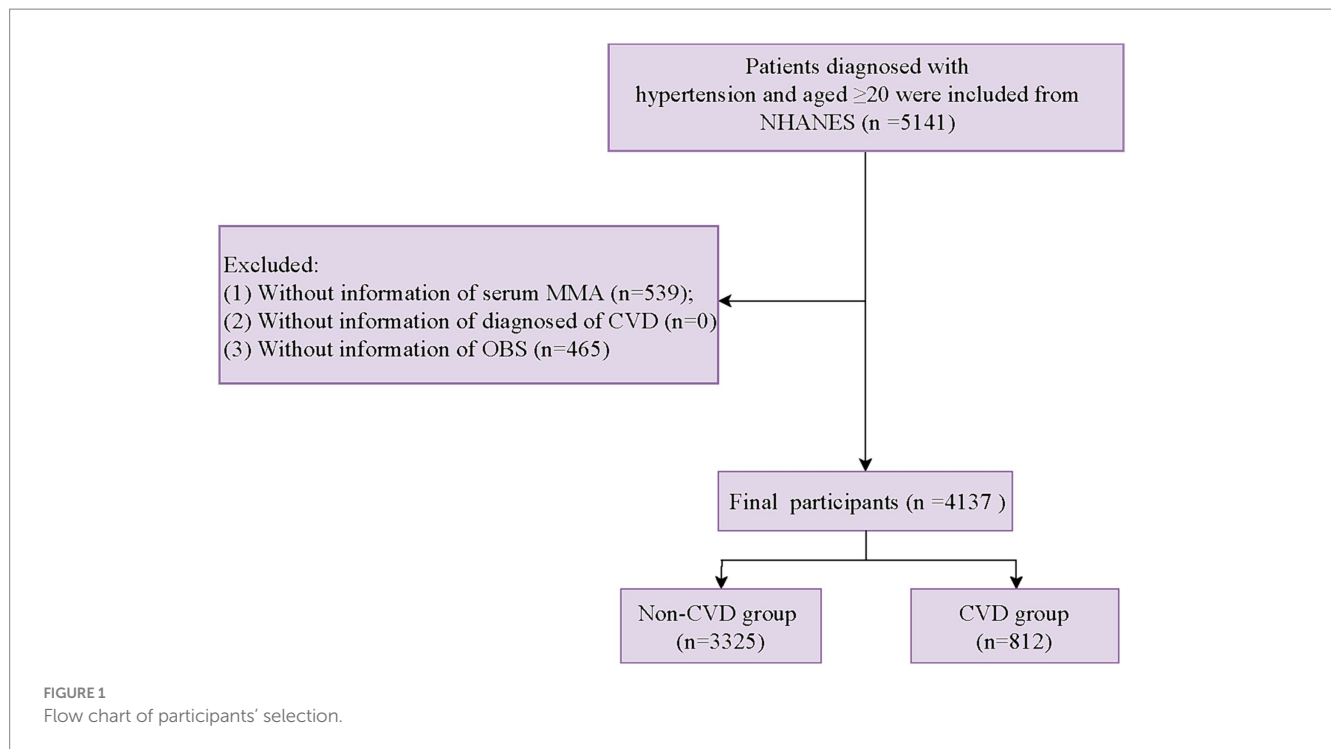 Patients diagnosed with
hypertension and aged ≥20 were included from
NHANES (n =5141)
Excluded:
(1) Without information of serum MMA (n=539);
(2) Without information of diagnosed of CVD (n=0)
(3) Without information of OBS (n=465)
Final participants (n =4137 )
Non-CVD group
(n=3325)
CVD group
(n=812)
FIGURE 1
Flow chart of participants’ selection.